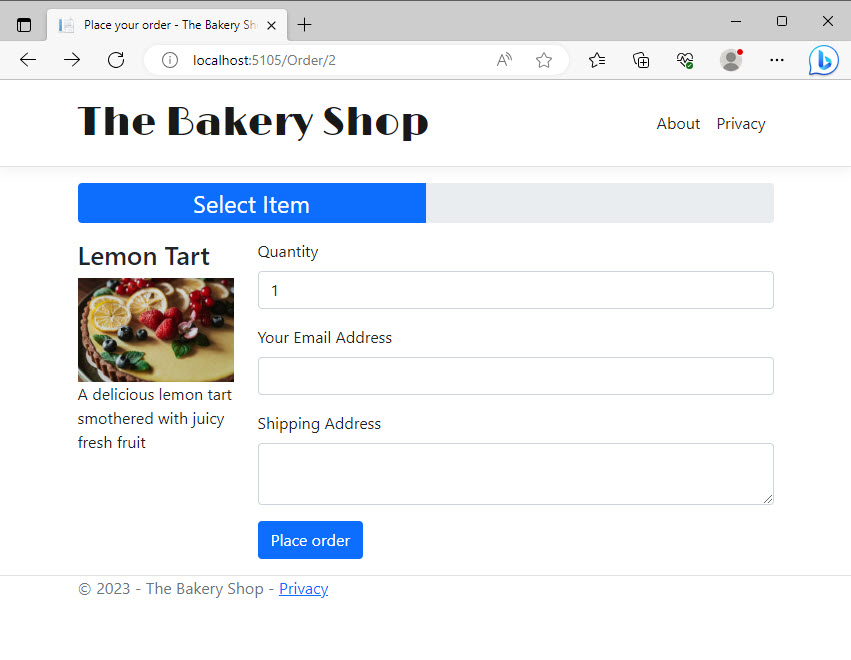 Place your order - The Bakery Sh
localhost:5105/Order/2
The Bakery Shop
About Privacy
Select Item
Lemon Tart
A delicious lemon tart
smothered with juicy
fresh fruit
Quantity
1
Your Email Address
Shipping Address
Place order
© 2023 - The Bakery Shop - Privacy